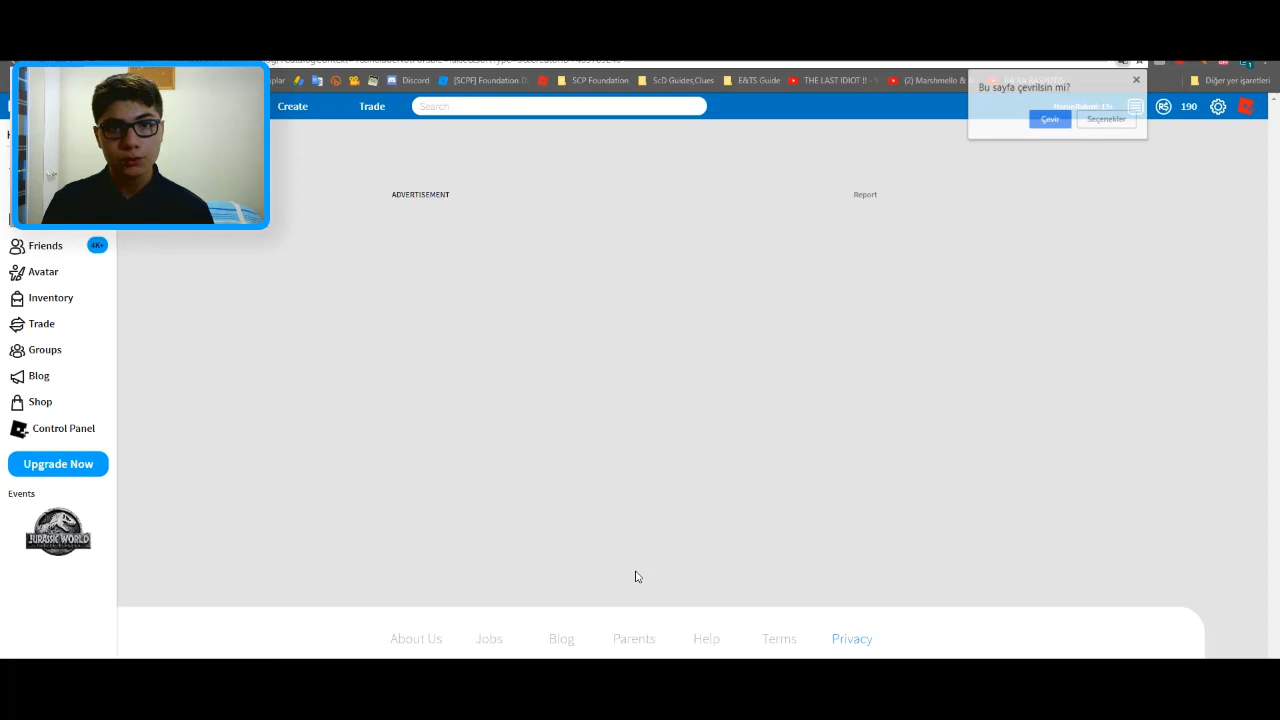 Discord
[SCPF] Foundation D
SCP Foundation
ScD Guides,Clues
E&TS Guide
THE LAST IDIOT !! -
(2) Marshmello &
Diğer yer işaretleri
Bu sayfa çevrilsin mi?
Çevir
Seçenekler
Create
Trade
Search
190
ADVERTISEMENT
Report
Friends
4K+
Avatar
Inventory
Trade
Groups
Blog
Shop
Control Panel
Upgrade Now
Events
JURASSIC WORLD
About Us
Jobs
Blog
Parents
Help
Terms
Privacy